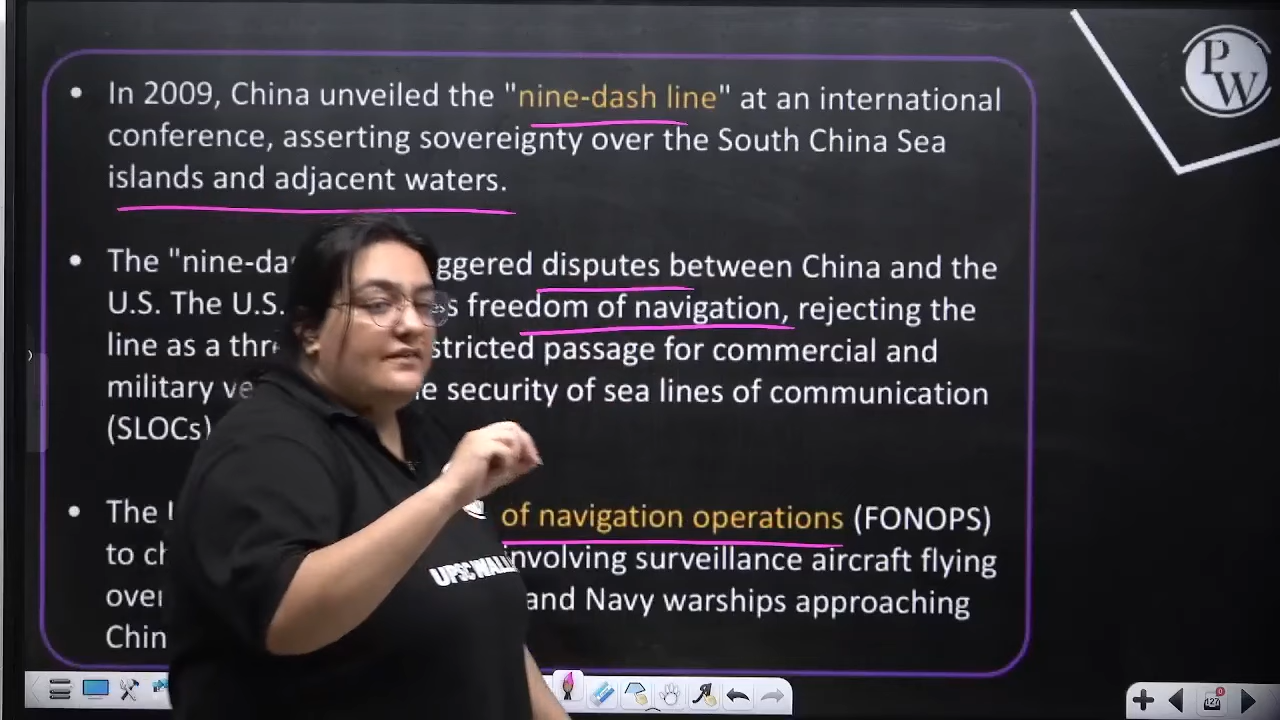 In 2009, China unveiled the "nine-dash line" at an international
conference, asserting sovereignty over the South China Sea
islands and adjacent waters.
The "nine-da ggered disputes between China and the
U.S. The U.S. ss freedom of navigation, rejecting the
line as a thre stricted passage for commercial and
military ve e security of sea lines of communication
(SLOCs)
The of navigation operations (FONOPS)
to ch involving surveillance aircraft flying
over and Navy warships approaching
Chin
UPSC WALL
PW
127